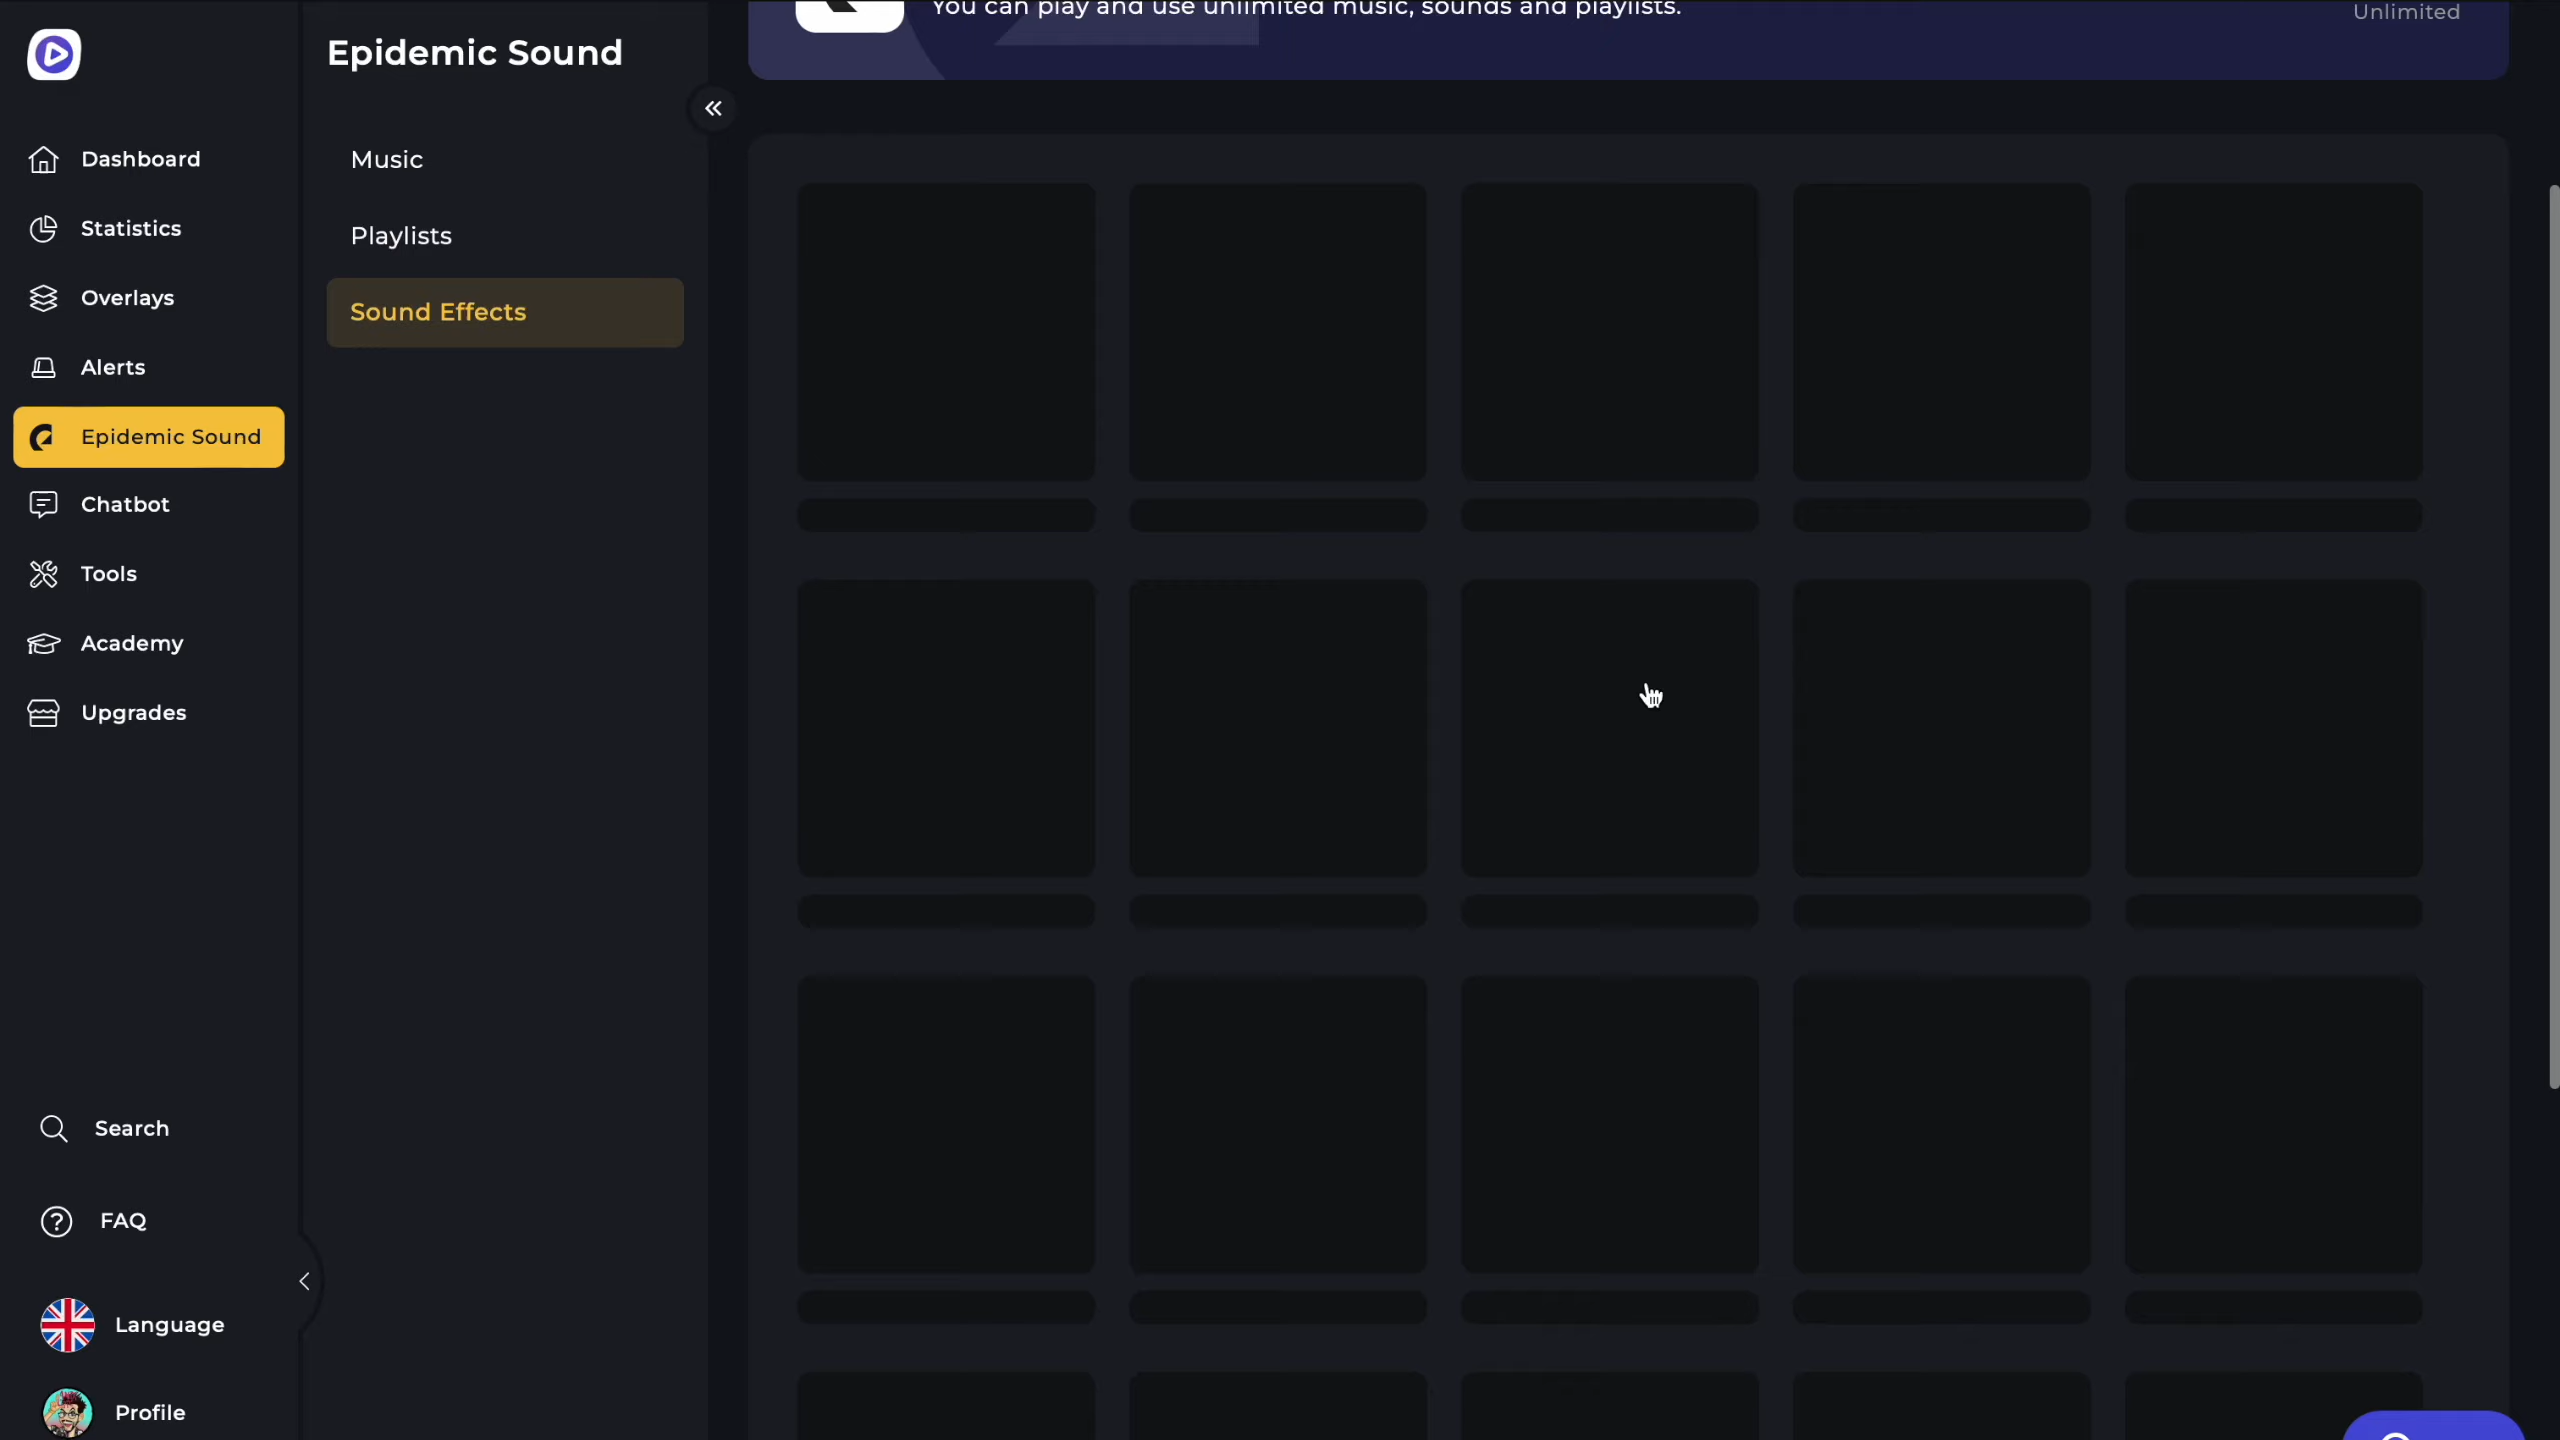 You can play and use unlimited music, sounds and playlists.
Unlimited
Epidemic Sound
Dashboard
Statistics
Overlays
Alerts
Epidemic Sound
Chatbot
Tools
Academy
Upgrades
Search
FAQ
Language
Profile
Music
Playlists
Sound Effects